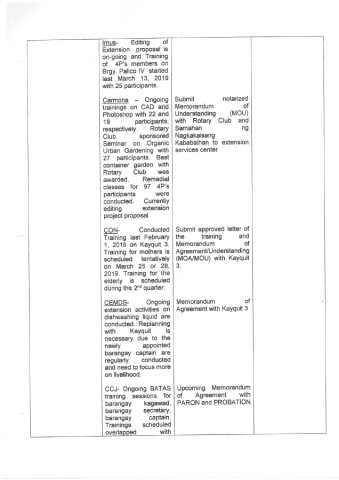 Imus- Editing of
Extension proposal is
on-going and Training
of 4P's members on
Brgy. Palico IV started
last March 13, 2019
with 25 participants.
Carmona – Ongoing
trainings on CAD and
Photoshop with 22 and
19 participants,
respectively. Rotary
Club sponsored
Seminar on Organic
Urban Gardening with
27 participants. Best
container garden with
Rotary Club was
awarded. Remedial
classes for 97 4P's
participants were
conducted. Currently
editing extension
project proposal
Submit notarized
Memorandum of
Understanding (MOU)
with Rotary Club and
Samahan ng
Nagkakaisang
Kababaihan to extension
services center
CON- Conducted
Training last February
1, 2019 on Kayquit 3.
Training for mothers is
scheduled tentatively
on March 25 or 28,
2019. Training for the
elderly is scheduled
during the 2nd quarter.
Submit approved letter of
the training and
Memorandum of
Agreement/Understanding
(MOA/MOU) with Kayquit
3.
CEMDS- Ongoing
extension activities on
dishwashing liquid are
conducted. Replanning
with Kayquit is
necessary due to the
newly appointed
barangay captain are
regularly conducted
and need to focus more
on livelihood.
Memorandum of
Agreement with Kayquit 3
CCJ- Ongoing BATAS
training sessions for
barangay kagawad,
barangay secretary,
barangay captain.
Trainings scheduled
overlapped with
Upcoming Memorandum
of Agreement with
PARON and PROBATION